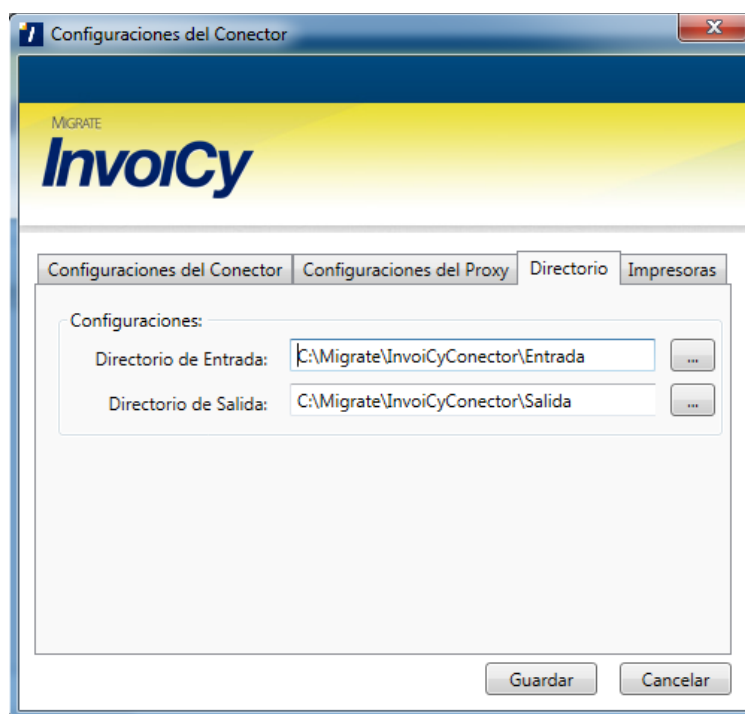 Configuraciones del Conector
MIGRATE
InvoiCy
Configuraciones del Conector Configuraciones del Proxy Directorio Impresoras
Configuraciones:
Directorio de Entrada: C:\Migrate\InvoiCyConector\Entrada ...
Directorio de Salida: C:\Migrate\InvoiCyConector\Salida ...
Guardar Cancelar